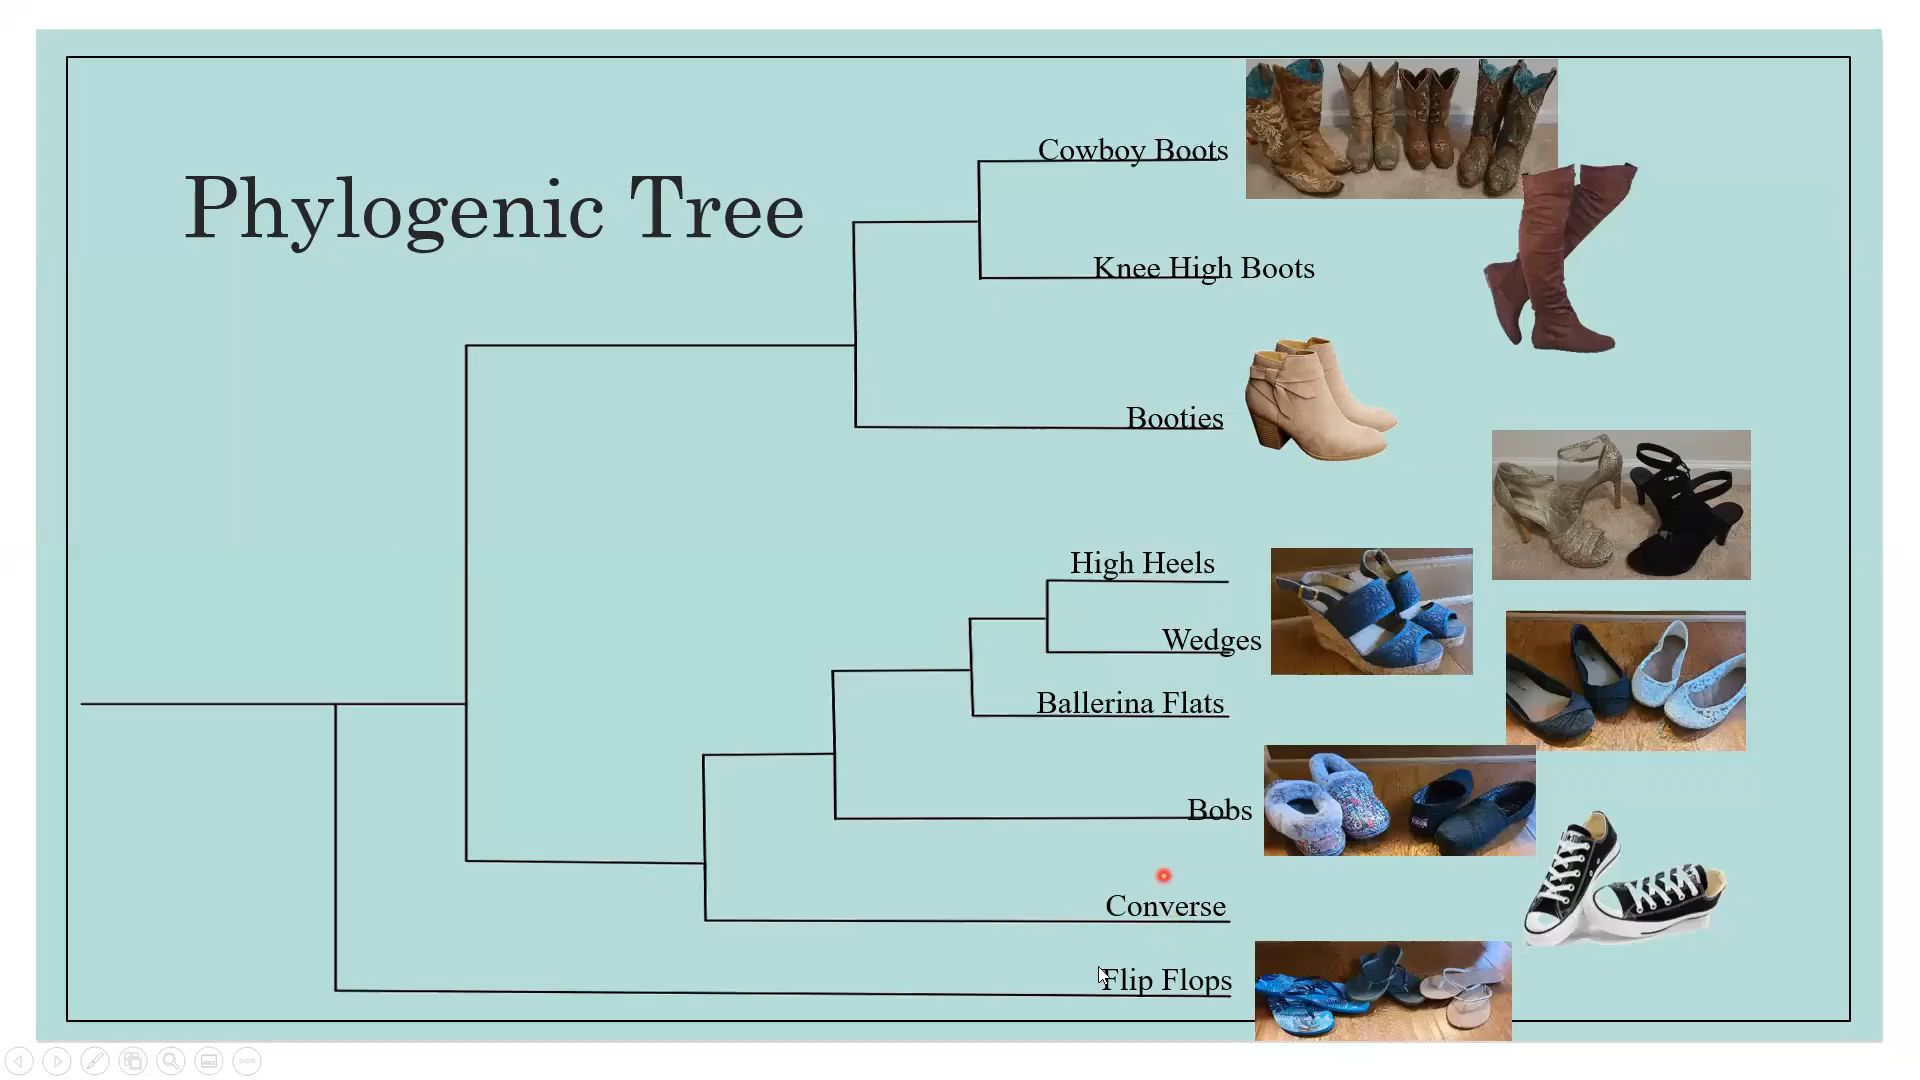 Phylogenic Tree
Cowboy Boots
Knee High Boots
Booties
High Heels
Wedges
Ballerina Flats
Bobs
Converse
Flip Flops